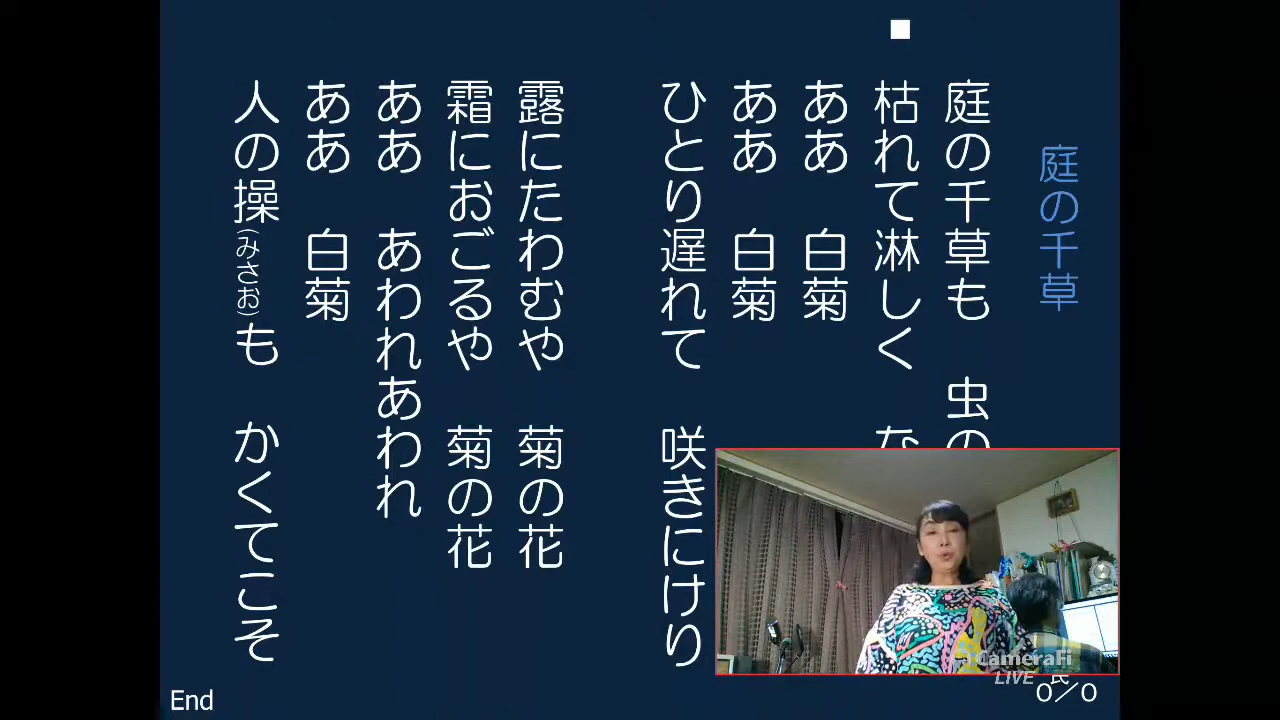 庭の千草
■
庭の千草も 虫の
枯れて淋しく な
ああ 白菊
ああ 白菊
ひとり遅れて 咲きにけり
露にたわむや 菊の花
霜におごるや 菊の花
ああ あわれあわれ
ああ 白菊
人の操(みさお)も かくてこそ
End
CameraFi
LIVE
0／0